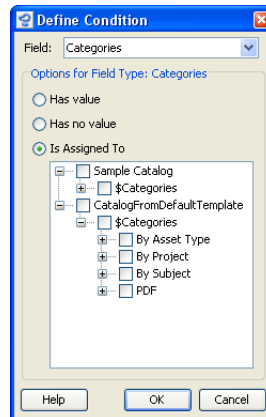 Define Condition
Field: Categories
Options for Field Type: Categories
Has value
Has no value
Is Assigned To
Sample Catalog
$Categories
CatalogFromDefaultTemplate
$Categories
By Asset Type
By Project
By Subject
PDF
Help OK Cancel